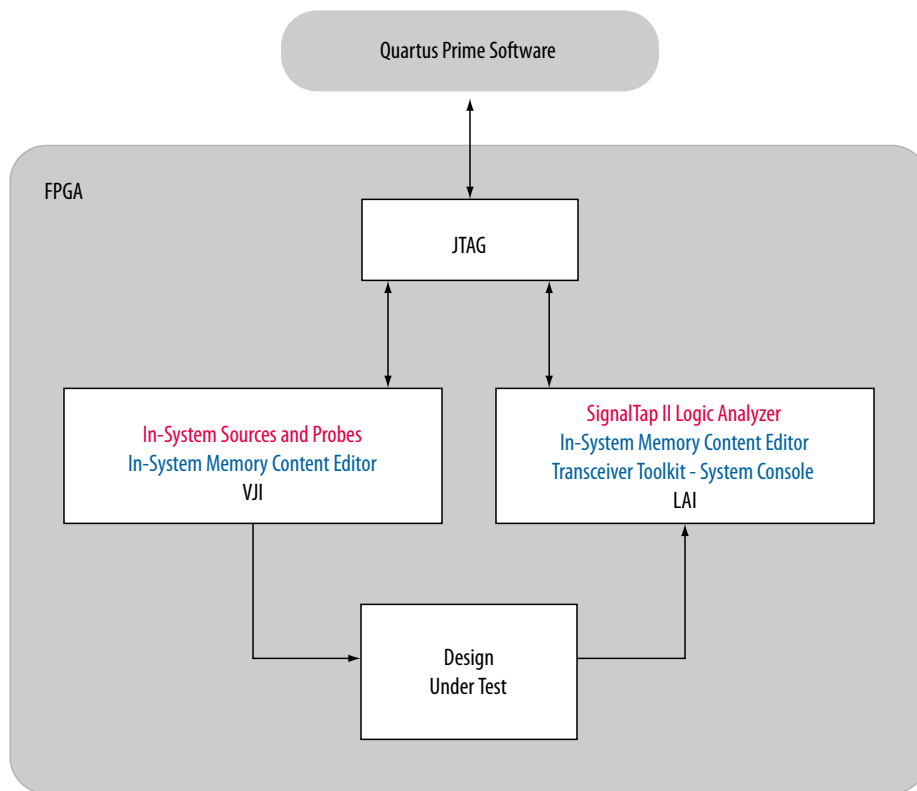 Quartus Prime Software
FPGA
JTAG
In-System Sources and Probes
In-System Memory Content Editor
VJI
SignalTap II Logic Analyzer
In-System Memory Content Editor
Transceiver Toolkit - System Console
LAI
Design
Under Test